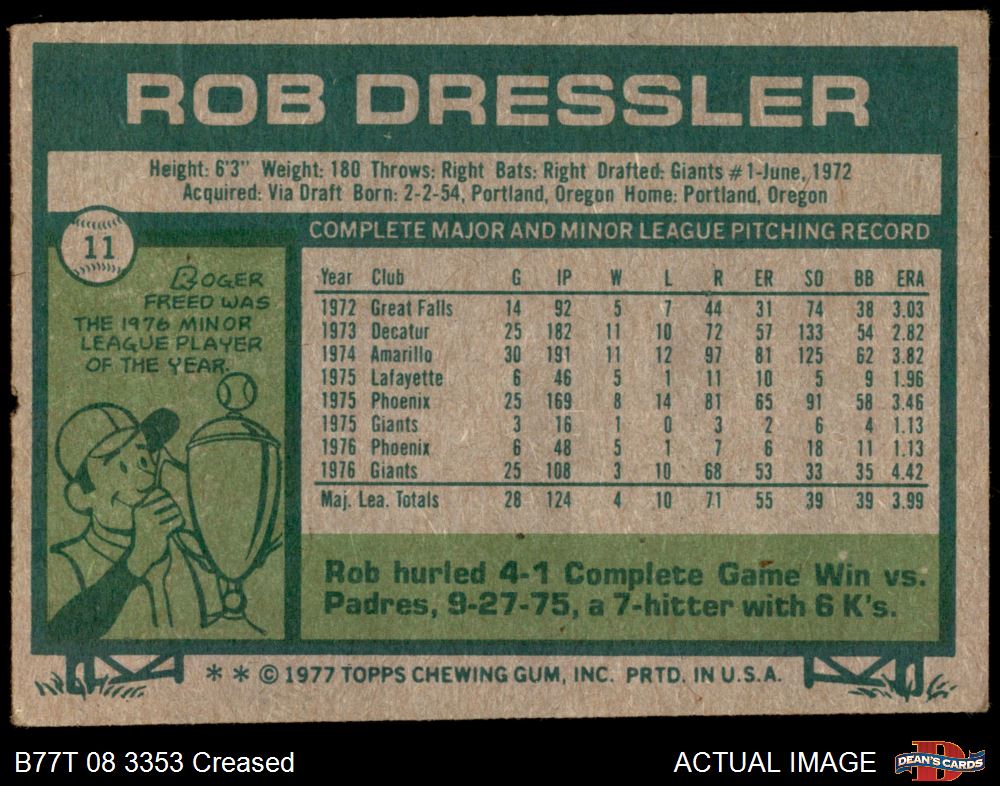 ROB DRESSLER
Height: 6'3" Weight: 180 Throws: Right Bats: Right Drafted: Giants #1-June, 1972
Acquired: Via Draft Born: 2-2-54, Portland, Oregon Home: Portland, Oregon
11
ROGER
FREED WAS
THE 1976 MINOR
LEAGUE PLAYER
OF THE YEAR.
COMPLETE MAJOR AND MINOR LEAGUE PITCHING RECORD
Year Club G IP W L R ER SO BB ERA
1972 Great Falls 14 92 5 7 44 31 74 38 3.03
1973 Decatur 25 182 11 10 72 57 133 54 2.82
1974 Amarillo 30 191 11 12 97 81 125 62 3.82
1975 Lafayette 6 46 5 1 11 10 5 9 1.96
1975 Phoenix 25 169 8 14 81 65 91 58 3.46
1975 Giants 3 16 1 0 3 2 6 4 1.13
1976 Phoenix 6 48 5 1 7 6 18 11 1.13
1976 Giants 25 108 3 10 68 53 33 35 4.42
Maj. Lea. Totals 28 124 4 10 71 55 39 39 3.99
Rob hurled 4-1 Complete Game Win vs.
Padres, 9-27-75, a 7-hitter with 6 K's.
* * © 1977 TOPPS CHEWING GUM, INC. PRTD. IN U.S.A.
B77T 08 3353 Creased
ACTUAL IMAGE
D
DEAN'S CARDS